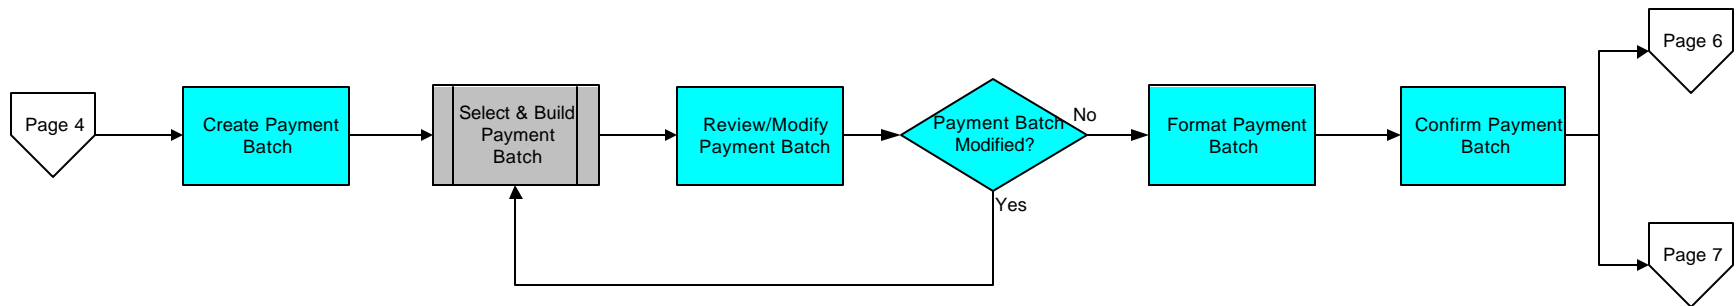 Page 4
Create Payment
Batch
Select & Build
Payment
Batch
Review/Modify
Payment Batch
Payment Batch
Modified?
No
Yes
Format Payment
Batch
Confirm Payment
Batch
Page 6
Page 7